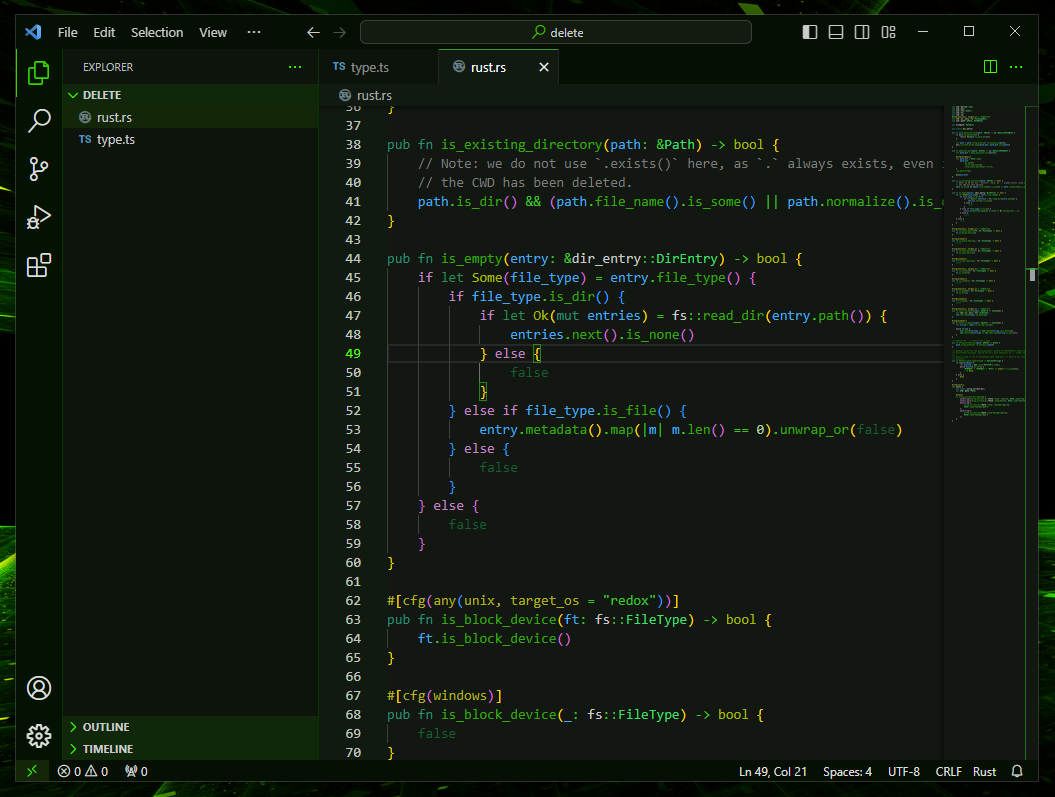 File Edit Selection View ···
delete
EXPLORER ···
DELETE
rust.rs
TS type.ts
OUTLINE
TIMELINE
TS type.ts
rust.rs
rust.rs
36 }
37
38 pub fn is_existing_directory(path: &Path) -> bool {
39 // Note: we do not use `.exists()` here, as `.` always exists, even
40 // the CWD has been deleted.
41 path.is_dir() && (path.file_name().is_some() || path.normalize().is_
42 }
43
44 pub fn is_empty(entry: &dir_entry::DirEntry) -> bool {
45 if let Some(file_type) = entry.file_type() {
46 if file_type.is_dir() {
47 if let Ok(mut entries) = fs::read_dir(entry.path()) {
48 entries.next().is_none()
49 } else {
50 false
51 }
52 } else if file_type.is_file() {
53 entry.metadata().map(|m| m.len() == 0).unwrap_or(false)
54 } else {
55 false
56 }
57 } else {
58 false
59 }
60 }
61
62 #[cfg(any(unix, target_os = "redox"))]
63 pub fn is_block_device(ft: fs::FileType) -> bool {
64 ft.is_block_device()
65 }
66
67 #[cfg(windows)]
68 pub fn is_block_device(_: fs::FileType) -> bool {
69 false
70 }
0 0 0
Ln 49, Col 21 Spaces: 4 UTF-8 CRLF Rust